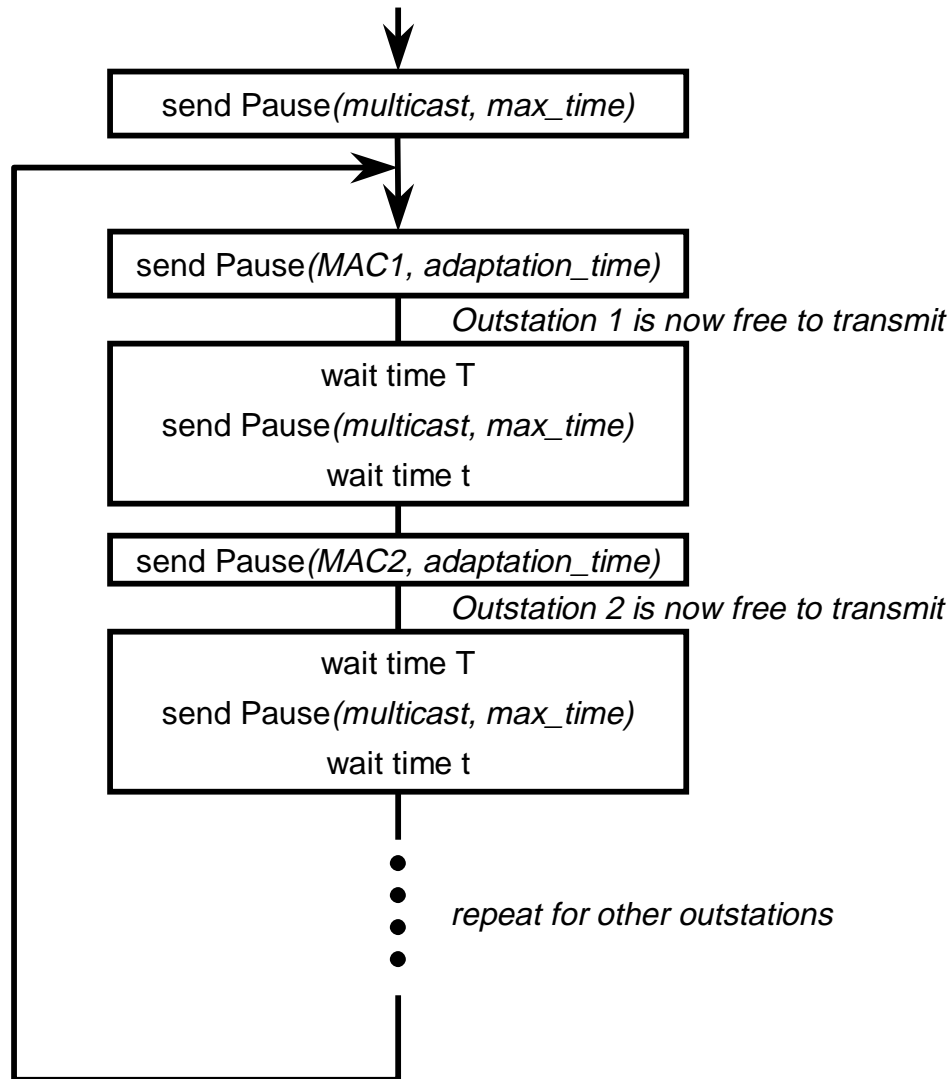 send Pause(multicast, max_time)
send Pause(MAC1, adaptation_time)
Outstation 1 is now free to transmit
wait time T
send Pause(multicast, max_time)
wait time t
send Pause(MAC2, adaptation_time)
Outstation 2 is now free to transmit
wait time T
send Pause(multicast, max_time)
wait time t
repeat for other outstations